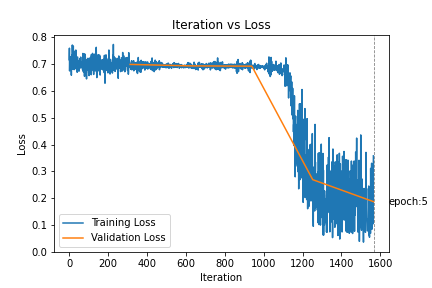 Iteration vs Loss
0.8
0.7
0.6
0.5
0.4
0.3
0.2
0.1
0.0
Loss
Training Loss
Validation Loss
epoch:5
0 200 400 600 800 1000 1200 1400 1600
Iteration